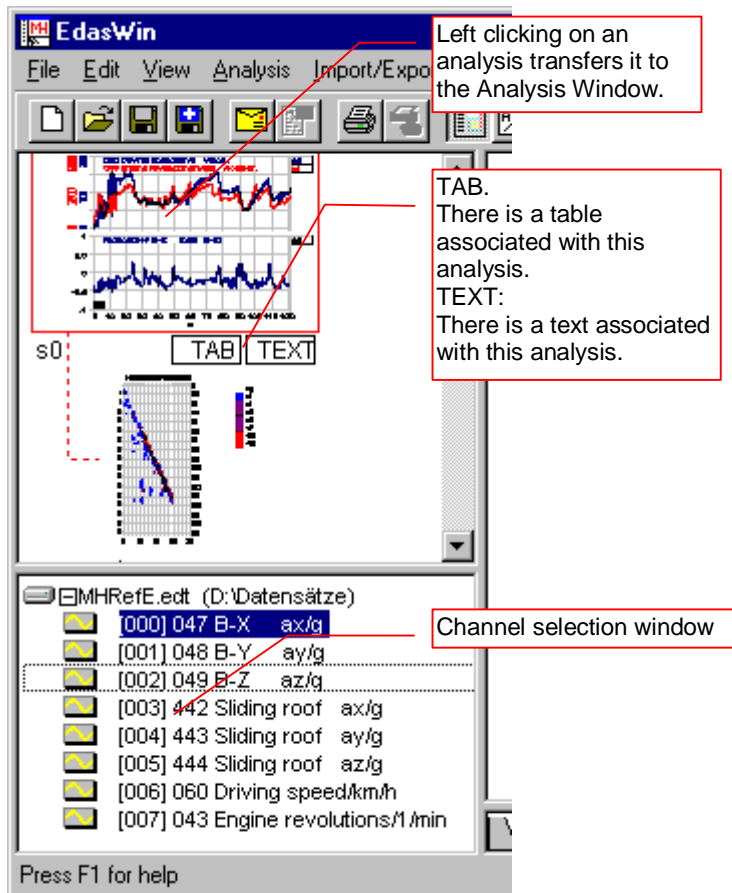 EdasWin
File Edit View Analysis Import/Expo
Left clicking on an
analysis transfers it to
the Analysis Window.
TAB.
There is a table
associated with this
analysis.
TEXT:
There is a text associated
with this analysis.
s0 TAB TEXT
MHRefE.edt (D:\Datensätze)
[000] 047 B-X ax/g
[001] 048 B-Y ay/g
[002] 049 B-Z az/g
[003] 442 Sliding roof ax/g
[004] 443 Sliding roof ay/g
[005] 444 Sliding roof az/g
[006] 060 Driving speed/km/h
[007] 043 Engine revolutions/1/min
Channel selection window
Press F1 for help